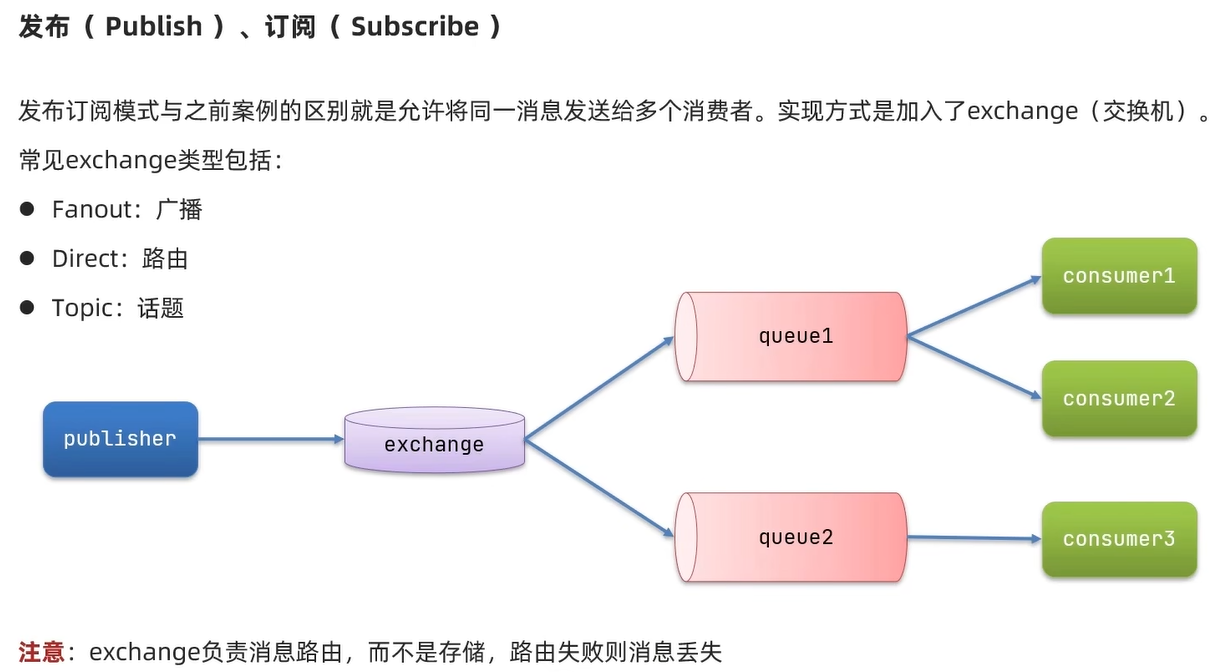 发布（ Publish ）、订阅（ Subscribe ）
发布订阅模式与之前案例的区别就是允许将同一消息发送给多个消费者。实现方式是加入了exchange（交换机）。
常见exchange类型包括：
● Fanout：广播
● Direct：路由
● Topic：话题
publisher
exchange
queue1
queue2
consumer1
consumer2
consumer3
注意：exchange负责消息路由，而不是存储，路由失败则消息丢失